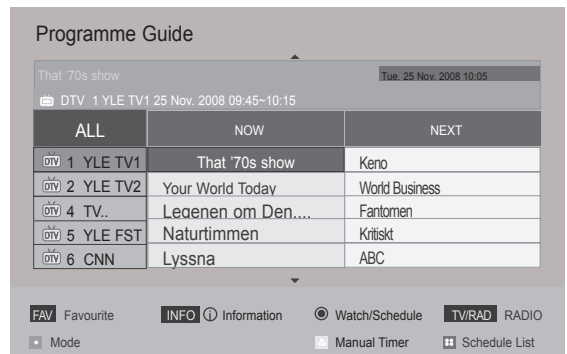 Programme Guide
That '70s show Tue. 25 Nov. 2008 10:05
DTV 1 YLE TV1 25 Nov. 2008 09:45~10:15
ALL NOW NEXT
DTV 1 YLE TV1 That '70s show Keno
DTV 2 YLE TV2 Your World Today World Business
DTV 4 TV.. Legenen om Den.... Fantomen
DTV 5 YLE FST Naturtimmen Kritiskt
DTV 6 CNN Lyssna ABC
FAV Favourite INFO i Information Watch/Schedule TV/RAD RADIO
Mode Manual Timer Schedule List